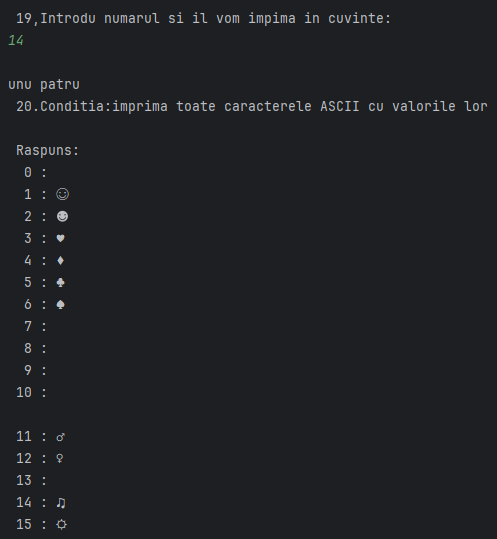 19,Introdu numarul si il vom impima in cuvinte:
14
unu patru
20.Conditia:imprima toate caracterele ASCII cu valorile lor
Raspuns:
0 :
1 : ☺
2 : ☻
3 : ♥
4 : ♦
5 : ♣
6 : ♠
7 :
8 :
9 :
10 :
11 : ♂
12 : ♀
13 :
14 : ♫
15 : ☼